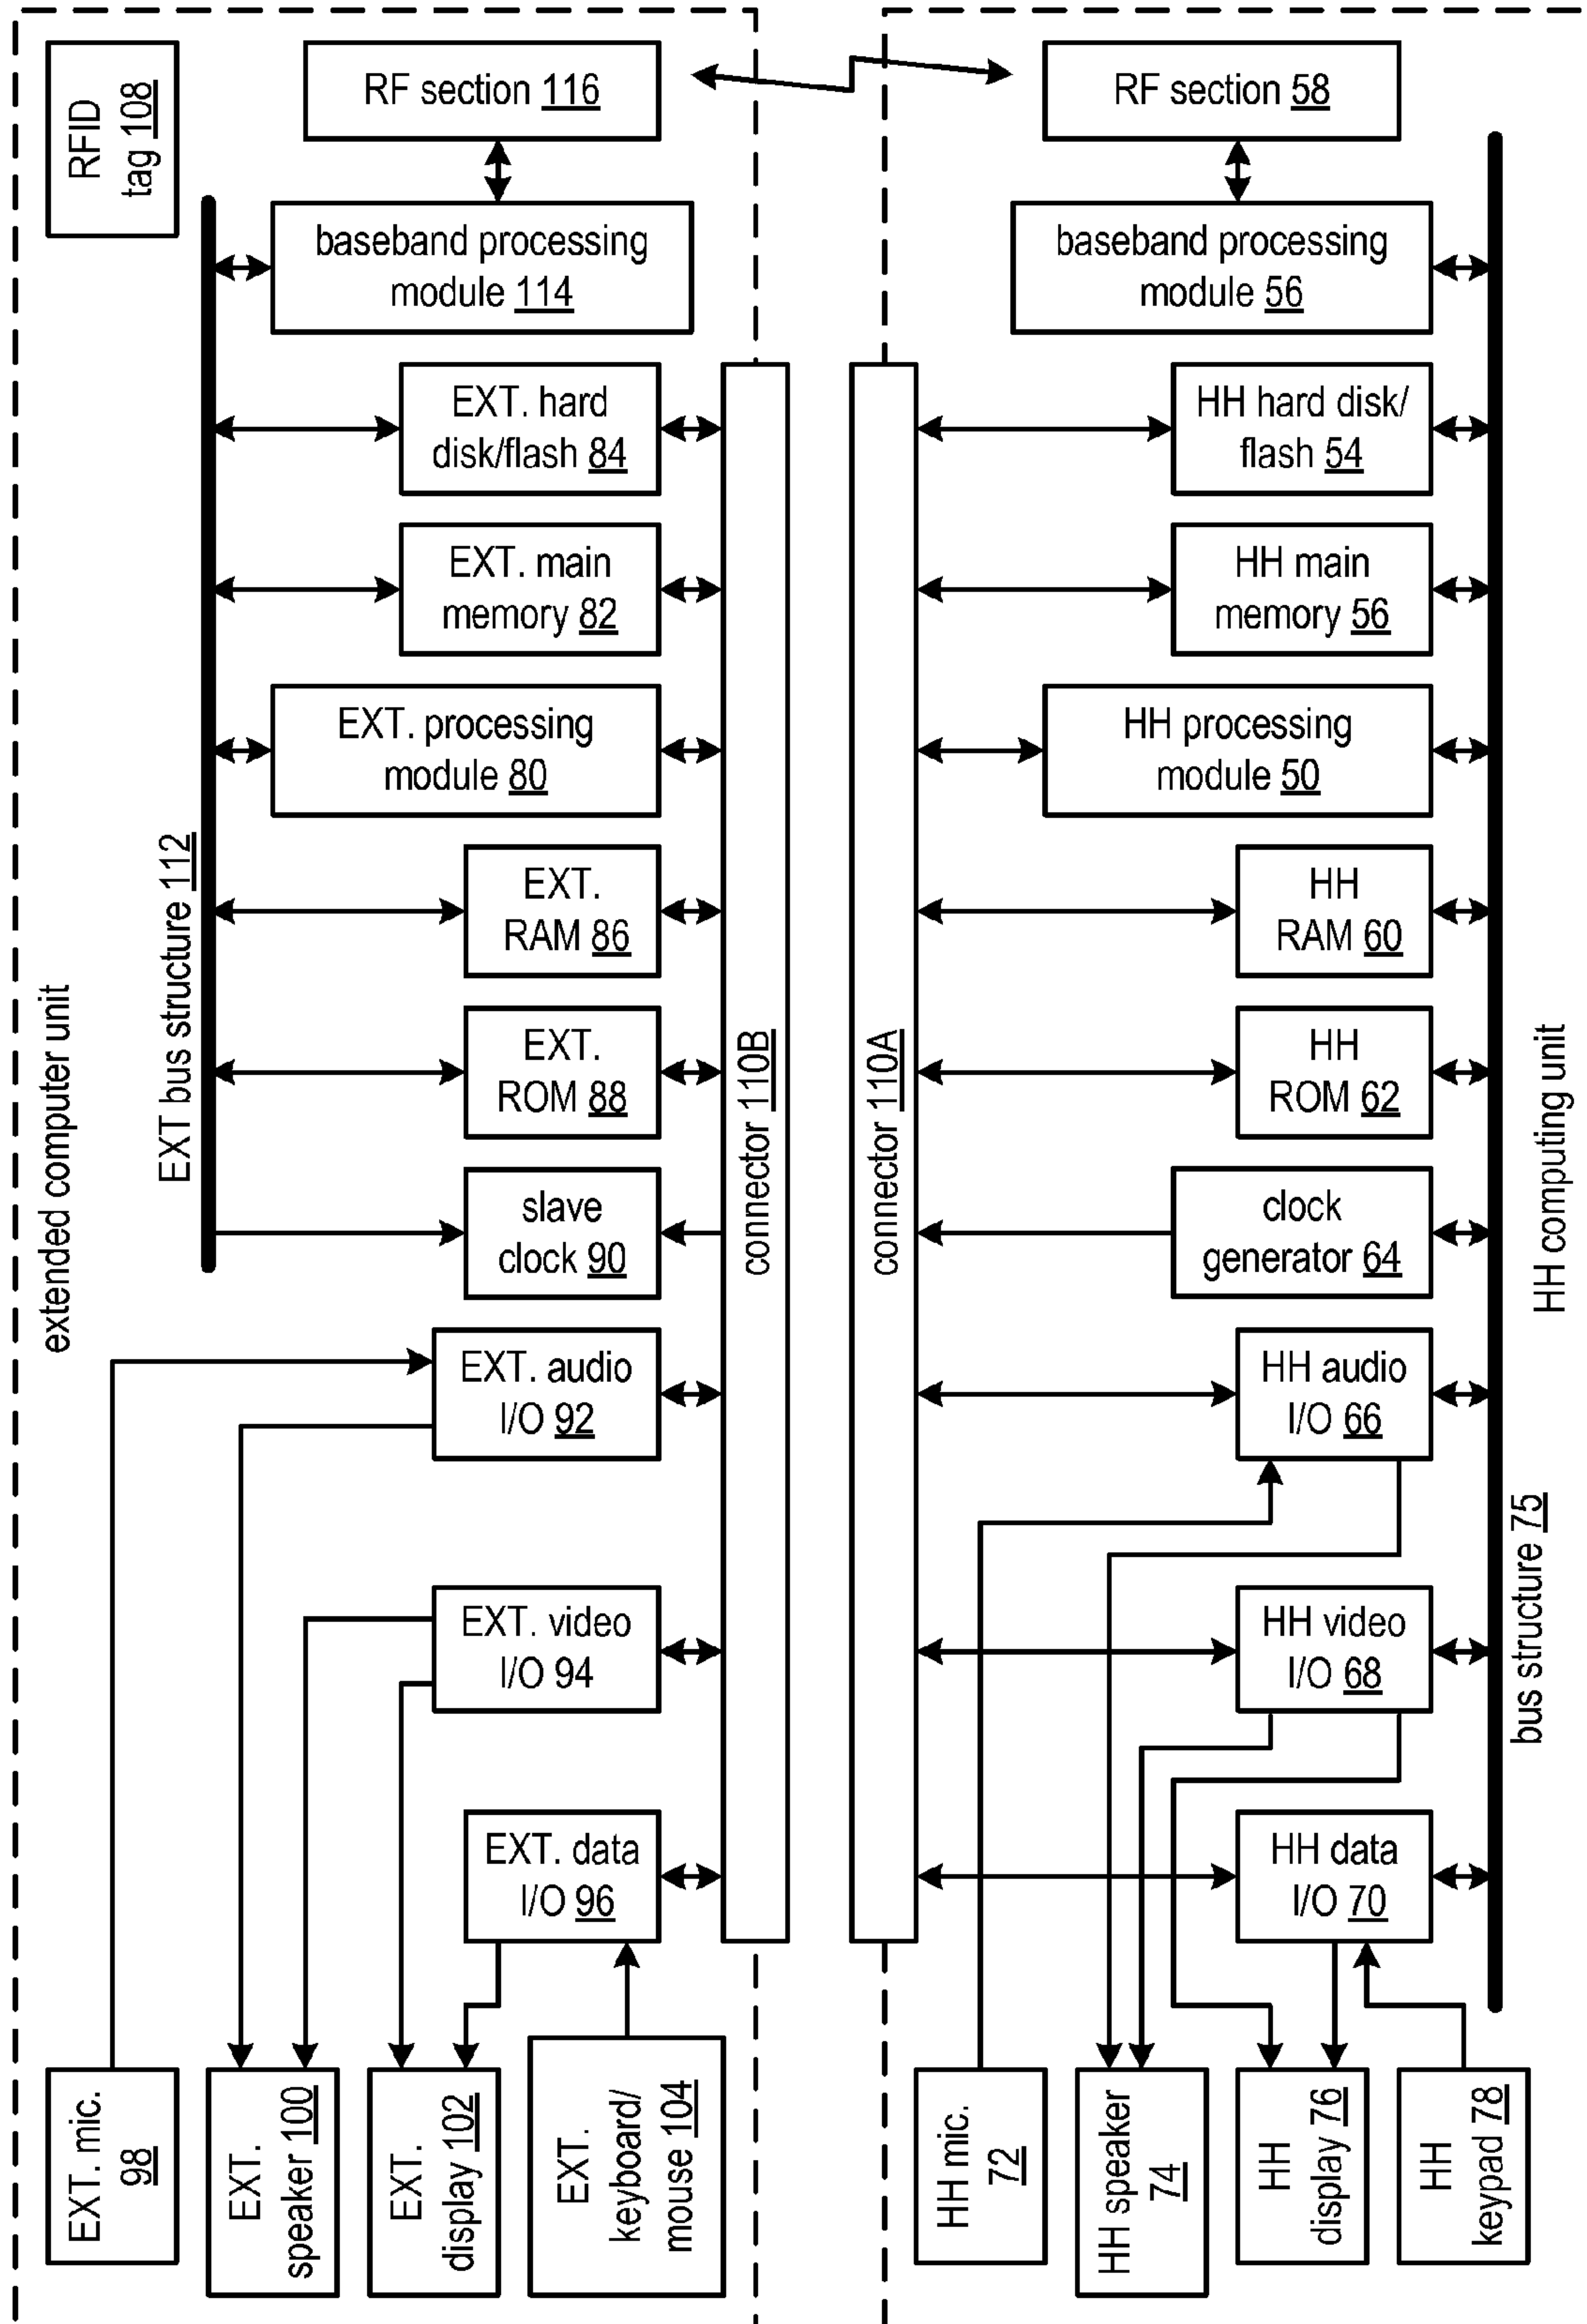 RFID
tag 108
RF section 116
RF section 58
baseband processing
module 114
baseband processing
module 56
EXT. hard
disk/flash 84
HH hard disk/
flash 54
EXT. main
memory 82
HH main
memory 56
EXT. processing
module 80
HH processing
module 50
EXT bus structure 112
EXT.
RAM 86
HH
RAM 60
extended computer unit
EXT.
ROM 88
connector 110B
connector 110A
HH
ROM 62
HH computing unit
slave
clock 90
clock
generator 64
EXT. audio
I/O 92
HH audio
I/O 66
bus structure 75
EXT. video
I/O 94
HH video
I/O 68
EXT. data
I/O 96
HH data
I/O 70
EXT. mic.
98
EXT.
speaker 100
EXT.
display 102
EXT.
keyboard/
mouse 104
HH mic.
72
HH speaker
74
HH
display 76
HH
keypad 78